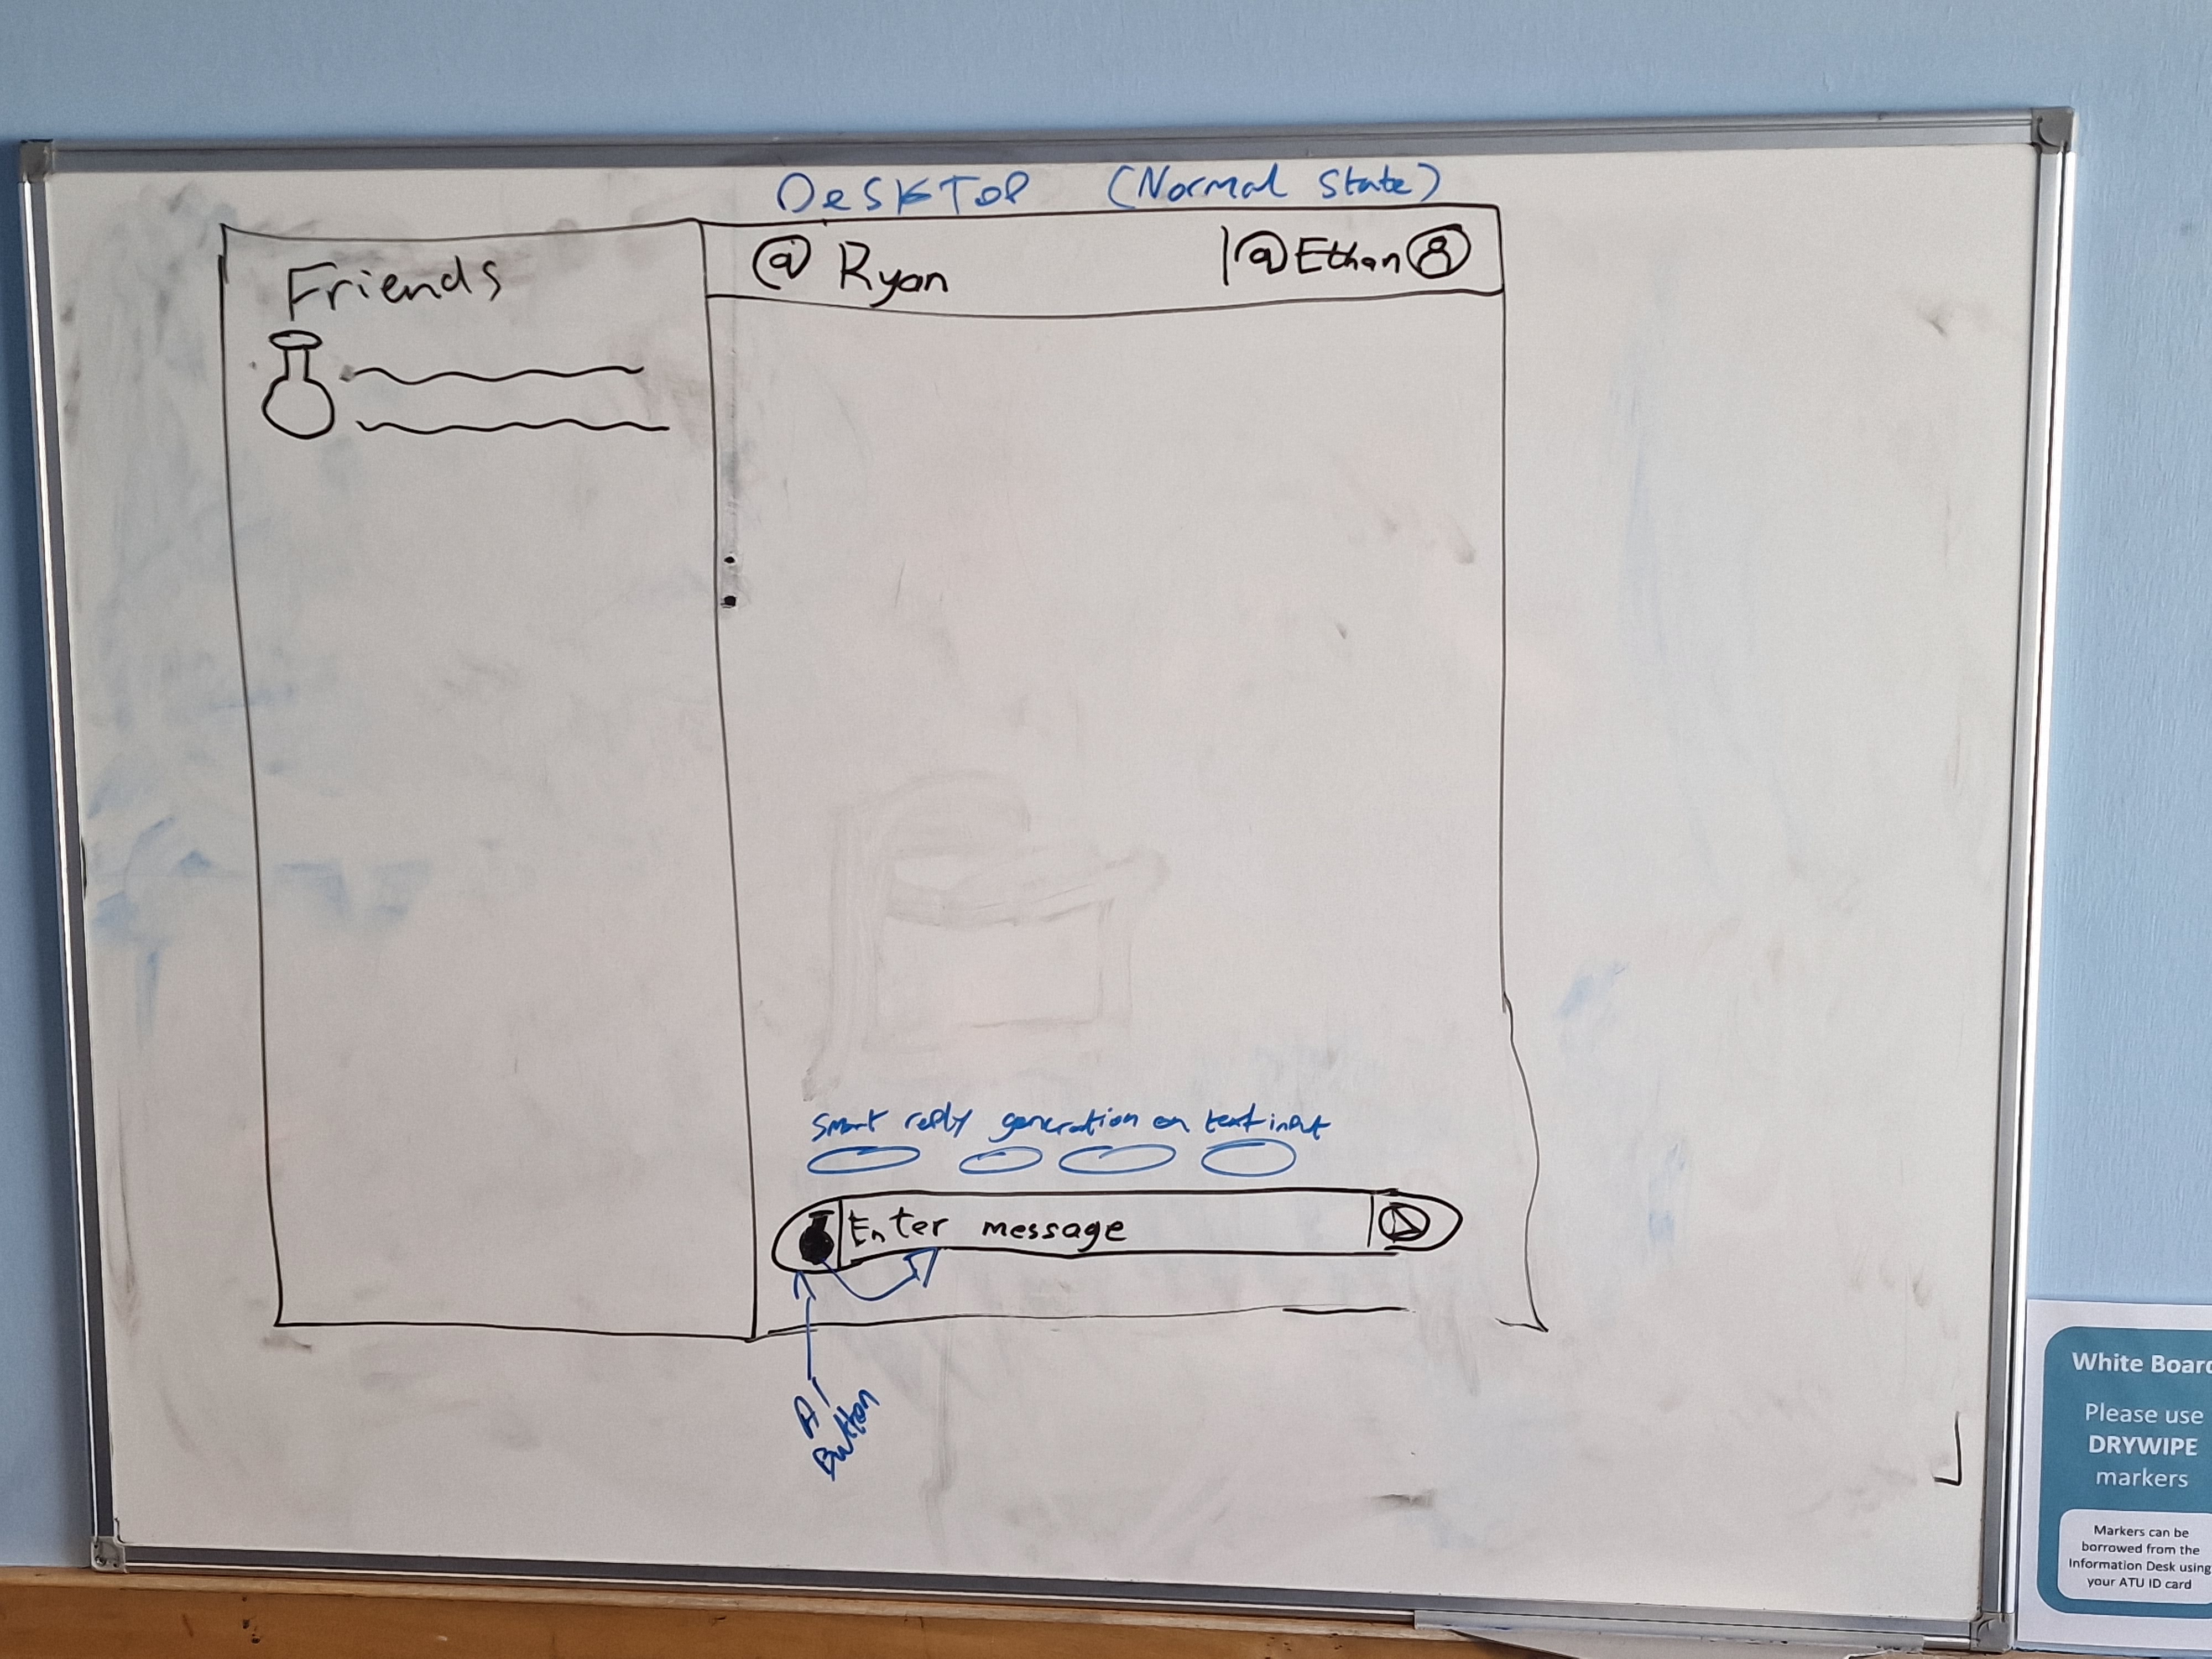 DeSKTOP (Normal State)
Friends
@ Ryan
@Ethan
Smart reply generation on text input
Enter message
A
Button
White Board
Please use
DRYWIPE
markers
Markers can be
borrowed from the
Information Desk using
your ATU ID card